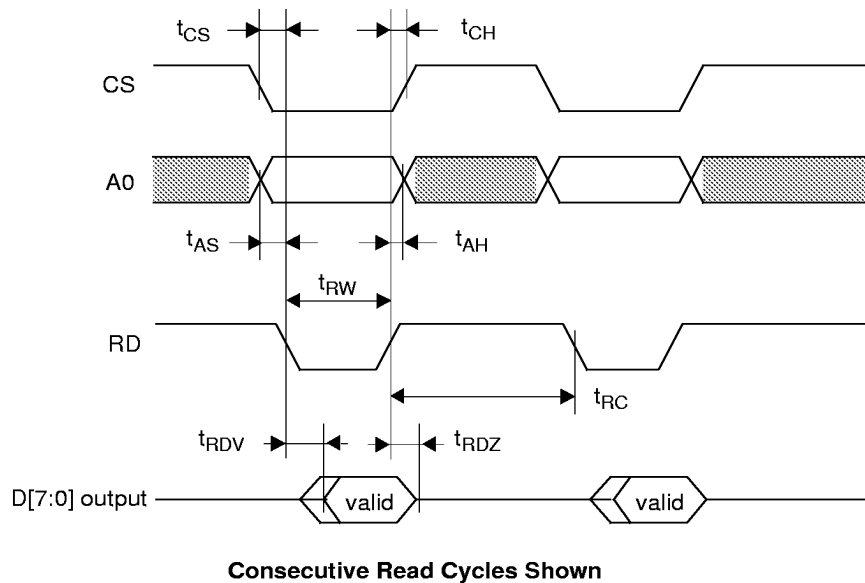 tCS tCH
CS
A0
tAS tAH
tRW
RD
tRC
tRDV tRDZ
D[7:0] output valid valid
Consecutive Read Cycles Shown